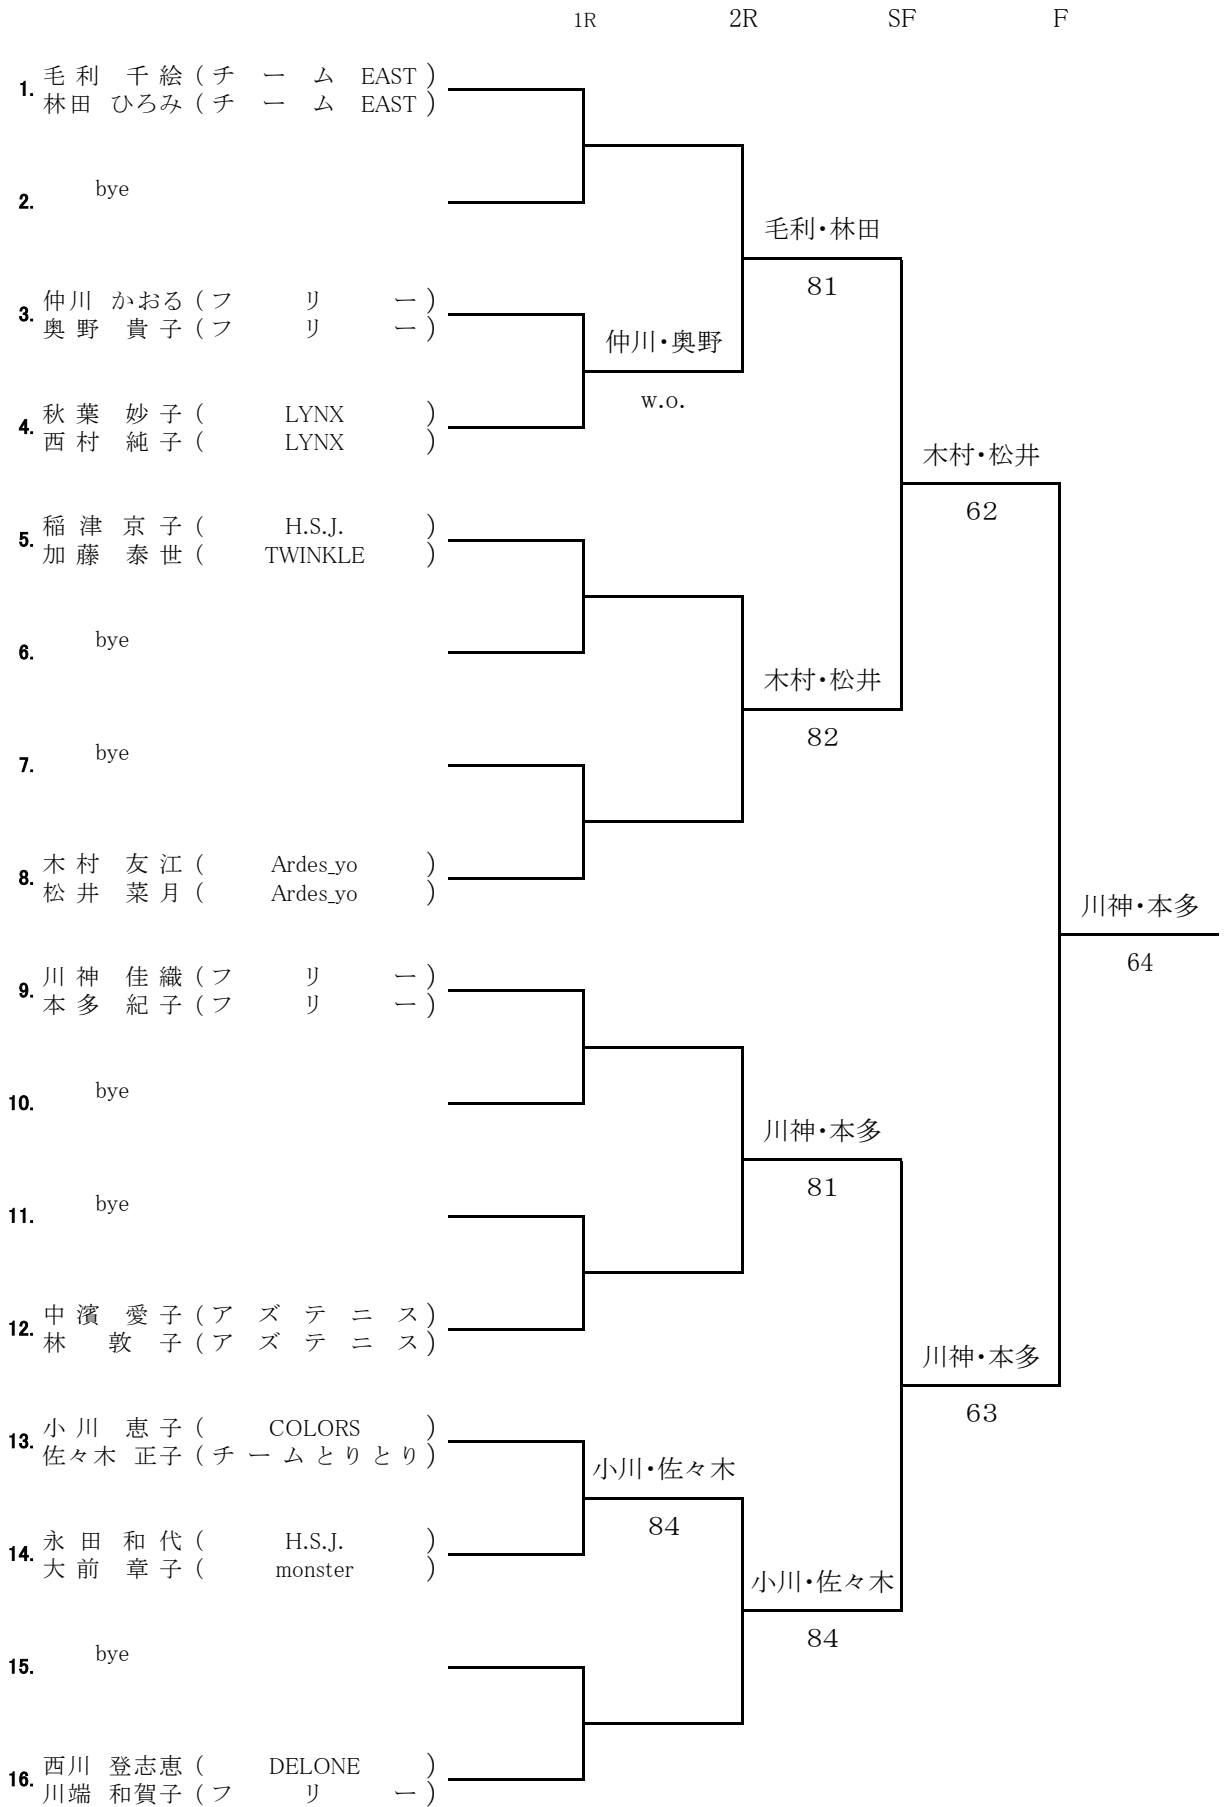 1R 2R SF F
1. 毛利 千絵 (チーム EAST)
林田 ひろみ (チーム EAST)
2. bye
毛利・林田
81
3. 仲川 かおる (フリー)
奥野 貴子 (フリー)
仲川・奥野
w.o.
4. 秋葉 妙子 (LYNX)
西村 純子 (LYNX)
木村・松井
62
5. 稲津 京子 (H.S.J.)
加藤 泰世 (TWINKLE)
6. bye
木村・松井
82
7. bye
8. 木村 友江 (Ardes_yo)
松井 菜月 (Ardes_yo)
川神・本多
64
9. 川神 佳織 (フリー)
本多 紀子 (フリー)
10. bye
川神・本多
81
11. bye
12. 中濱 愛子 (アズテニス)
林 敦子 (アズテニス)
川神・本多
63
13. 小川 恵子 (COLORS)
佐々木 正子 (チームとりとり)
小川・佐々木
84
14. 永田 和代 (H.S.J.)
大前 章子 (monster)
小川・佐々木
84
15. bye
16. 西川 登志恵 (DELONE)
川端 和賀子 (フリー)